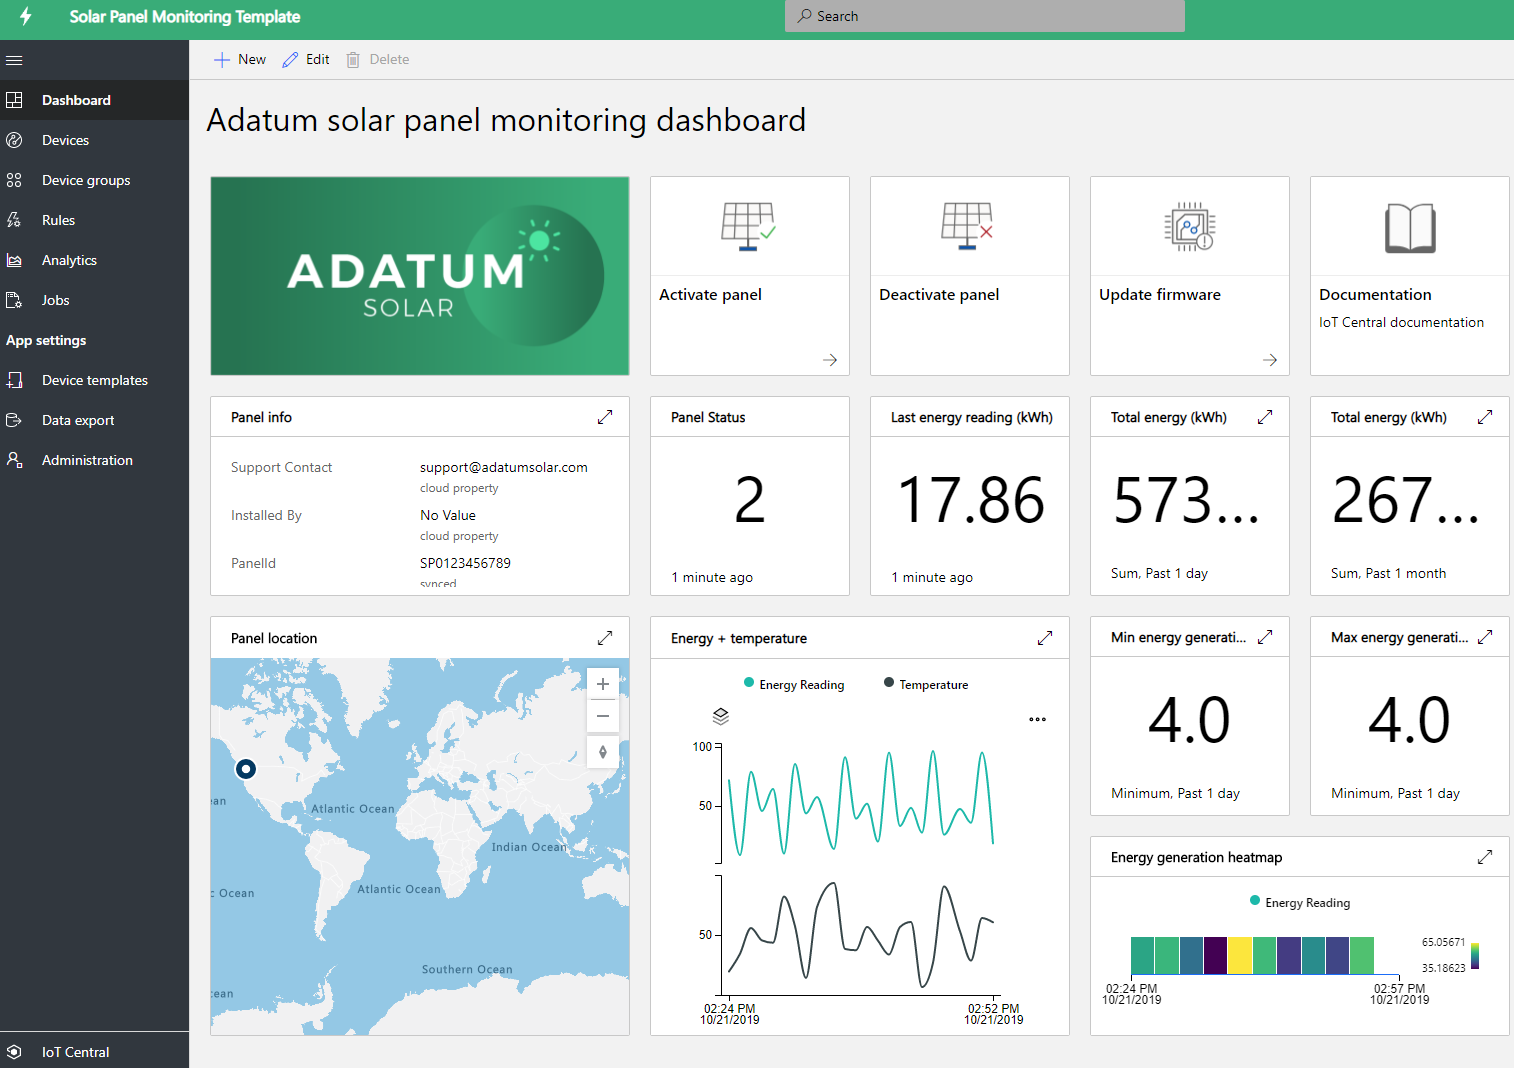 Solar Panel Monitoring Template
Search
New
Edit
Delete
Dashboard
Devices
Device groups
Rules
Analytics
Jobs
App settings
Device templates
Data export
Administration
IoT Central
Adatum solar panel monitoring dashboard
ADATUM
SOLAR
Activate panel
Deactivate panel
Update firmware
Documentation
IoT Central documentation
Panel info
Support Contact
support@adatumsolar.com
cloud property
Installed By
No Value
cloud property
PanelId
SP0123456789
synced
Panel Status
2
1 minute ago
Last energy reading (kWh)
17.86
1 minute ago
Total energy (kWh)
573...
Sum, Past 1 day
Total energy (kWh)
267...
Sum, Past 1 month
Panel location
an
Atlantic Ocean
Indian Ocean
Atlantic Ocean
c Ocean
Southern Ocean
cean
Energy + temperature
Energy Reading
Temperature
100
50
50
02:24 PM
10/21/2019
02:52 PM
10/21/2019
Min energy generati...
4.0
Minimum, Past 1 day
Max energy generati...
4.0
Minimum, Past 1 day
Energy generation heatmap
Energy Reading
65.05671
35.18623
02:24 PM
10/21/2019
02:57 PM
10/21/2019